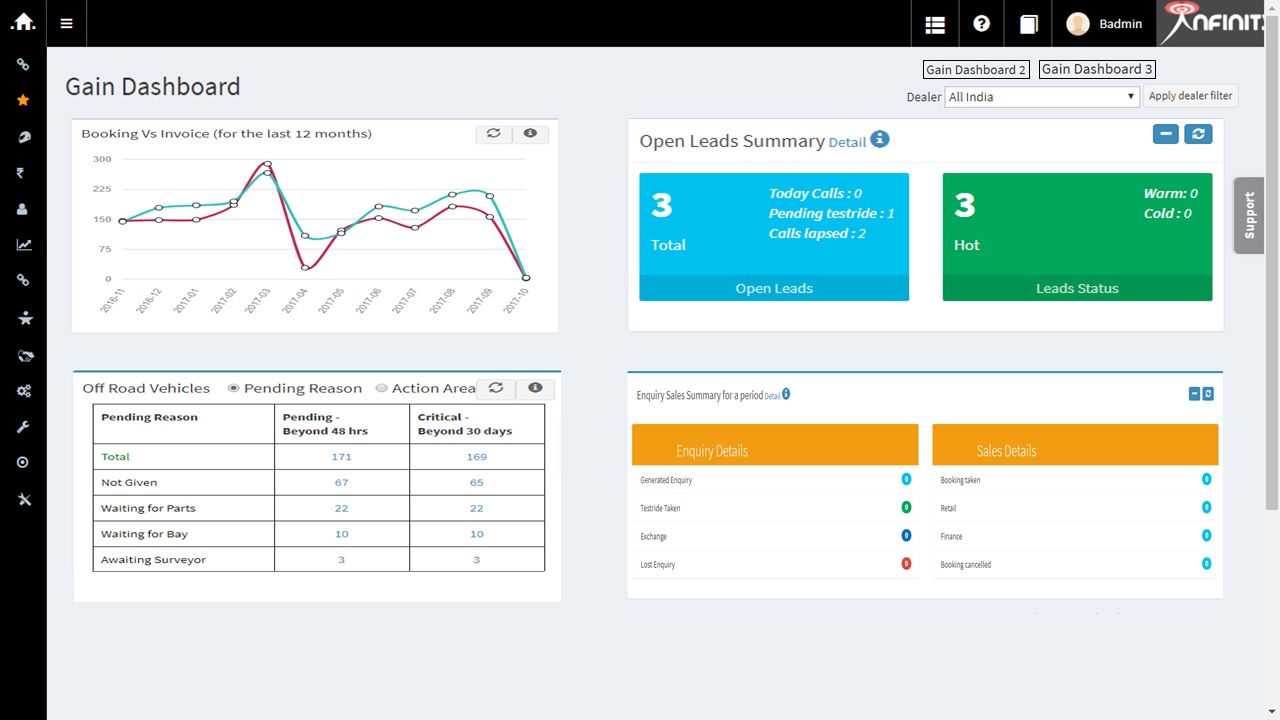 Badmin
Gain Dashboard
Gain Dashboard 2
Gain Dashboard 3
Dealer
All India
Apply dealer filter
Booking Vs Invoice (for the last 12 months)
300
225
150
75
0
2016-11
2016-12
2017-01
2017-02
2017-03
2017-04
2017-05
2017-06
2017-07
2017-08
2017-09
2017-10
Open Leads Summary Detail
3
Total
Today Calls : 0
Pending testride : 1
Calls lapsed : 2
Open Leads
3
Hot
Warm: 0
Cold : 0
Leads Status
Support
Off Road Vehicles Pending Reason Action Area
Pending Reason Pending - Beyond 48 hrs Critical - Beyond 30 days
Total 171 169
Not Given 67 65
Waiting for Parts 22 22
Waiting for Bay 10 10
Awaiting Surveyor 3 3
Enquiry Sales Summary for a period Detail
Enquiry Details
Generated Enquiry 0
Testride Taken 0
Exchange 0
Lost Enquiry 0
Sales Details
Booking taken 0
Retail 0
Finance 0
Booking cancelled 0